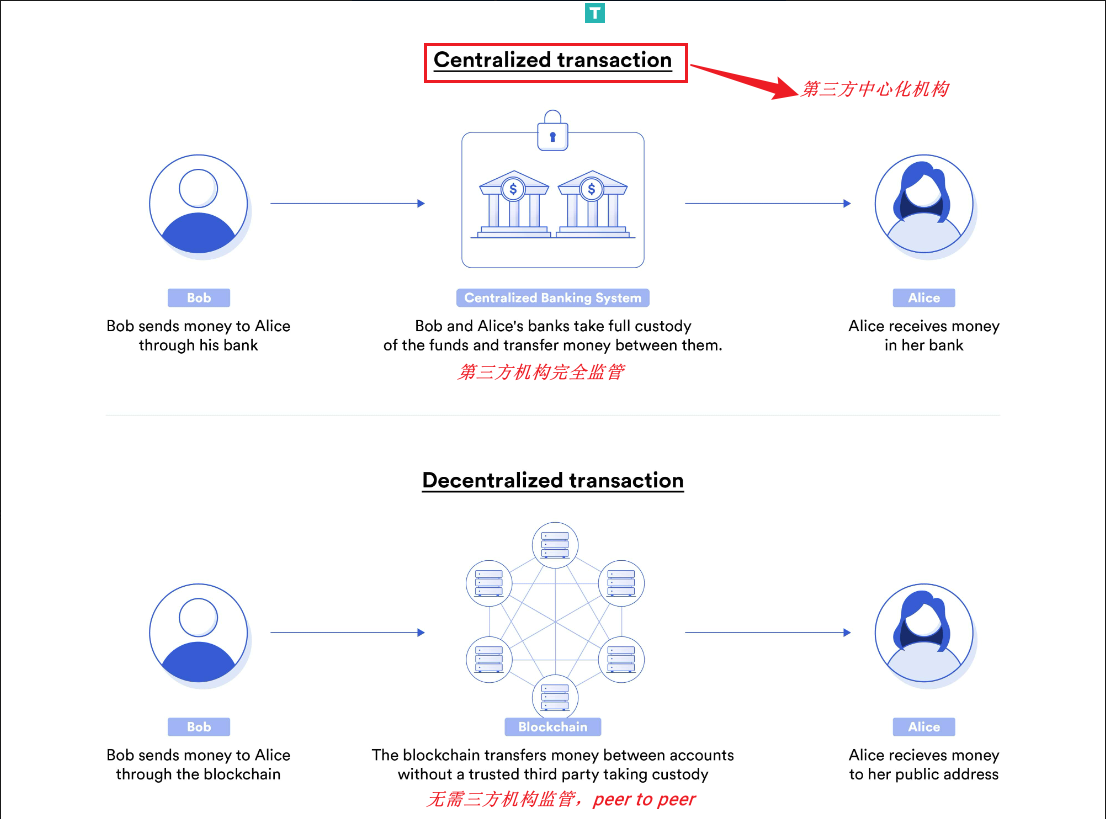 T
Centralized transaction
第三方中心化机构
Bob
Centralized Banking System
Alice
Bob sends money to Alice
through his bank
Bob and Alice's banks take full custody
of the funds and transfer money between them.
Alice receives money
in her bank
第三方机构完全监管
Decentralized transaction
Bob
Blockchain
Alice
Bob sends money to Alice
through the blockchain
The blockchain transfers money between accounts
without a trusted third party taking custody
Alice recieves money
to her public address
无需三方机构监管，peer to peer